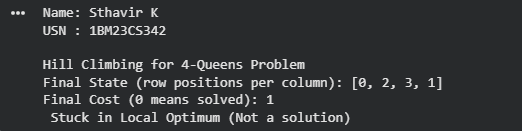 ••• Name: Sthavir K
USN : 1BM23CS342
Hill Climbing for 4-Queens Problem
Final State (row positions per column): [0, 2, 3, 1]
Final Cost (0 means solved): 1
Stuck in Local Optimum (Not a solution)